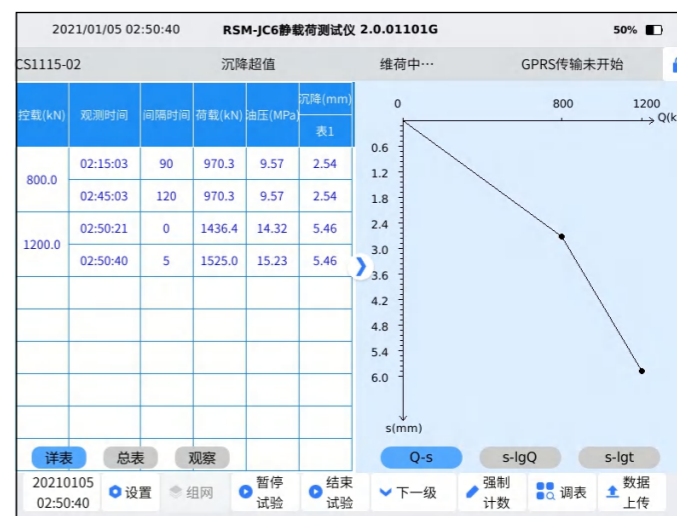 2021/01/05 02:50:40 RSM-JC6静载荷测试仪 2.0.01101G 50%
CS1115-02 沉降超值 维荷中… GPRS传输未开始
控载(kN) 观测时间 间隔时间 荷载(kN) 油压(MPa) 沉降(mm)
表1
800.0
02:15:03 90 970.3 9.57 2.54
02:45:03 120 970.3 9.57 2.54
1200.0
02:50:21 0 1436.4 14.32 5.46
02:50:40 5 1525.0 15.23 5.46
0 800 1200
Q(k
0.6
1.2
1.8
2.4
3.0
3.6
4.2
4.8
5.4
6.0
s(mm)
详表 总表 观察 Q-s s-lgQ s-lgt
20210105
02:50:40
设置
组网
暂停
试验
结束
试验
下一级
强制
计数
调表
数据
上传